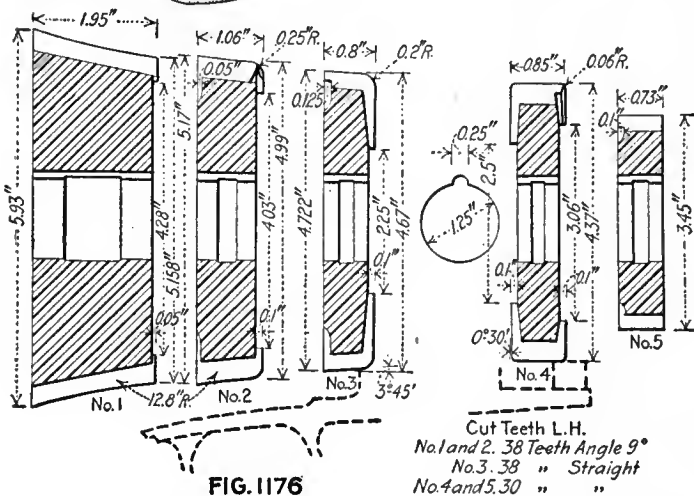 1.95"
1.06"
0.25"R.
0.8"
0.2"R.
0.85"
0.06"R.
0.73"
0.05"
0.125
0.25"
0.1"
5.93"
4.28"
5.158"
5.17"
4.03"
4.99"
4.722"
2.25"
4.67"
1.25"
2.5"
3.06"
4.37"
3.45"
0.05"
0.1"
0.1"
0.1"
0.1"
0°30'
3°45'
No.1
12.8"R.
No.2
No.3
No.4
No.5
Cut Teeth L.H.
No.1 and 2. 38 Teeth Angle 9°
No.3. 38 " Straight
No.4 and 5. 30 " "
FIG. 1176